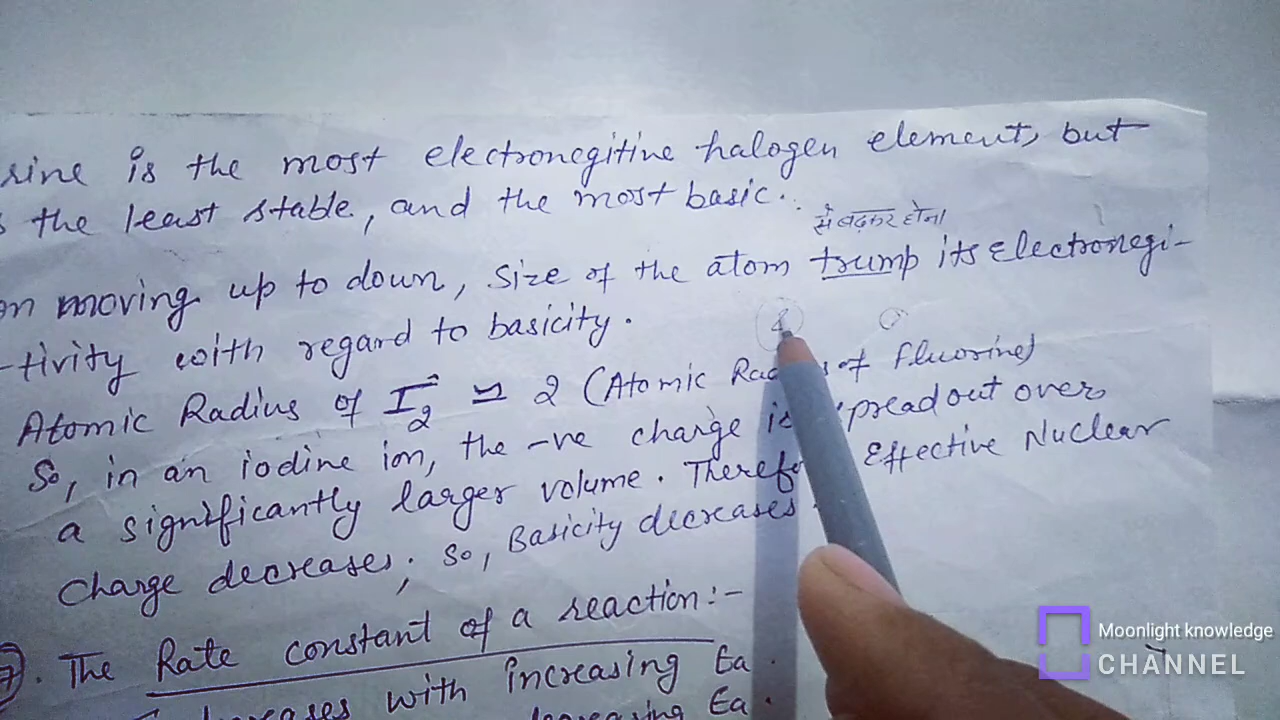 rine is the most electronegitive halogen element, but
the least stable, and the most basic.
से बढ़कर होना
on moving up to down, size of the atom trump its electronegi-
-tivity with regard to basicity.
Atomic Radius of I₂⁻ ≃ 2 (Atomic of fluorine)
So, in an iodine ion, the -ve charge is spread out over
a significantly larger volume. Effective Nuclear
charge decreases; So, Basicity decreases.
7. The Rate constant of a reaction:-
with increasing Ea.
Ea.
Moonlight knowledge
CHANNEL